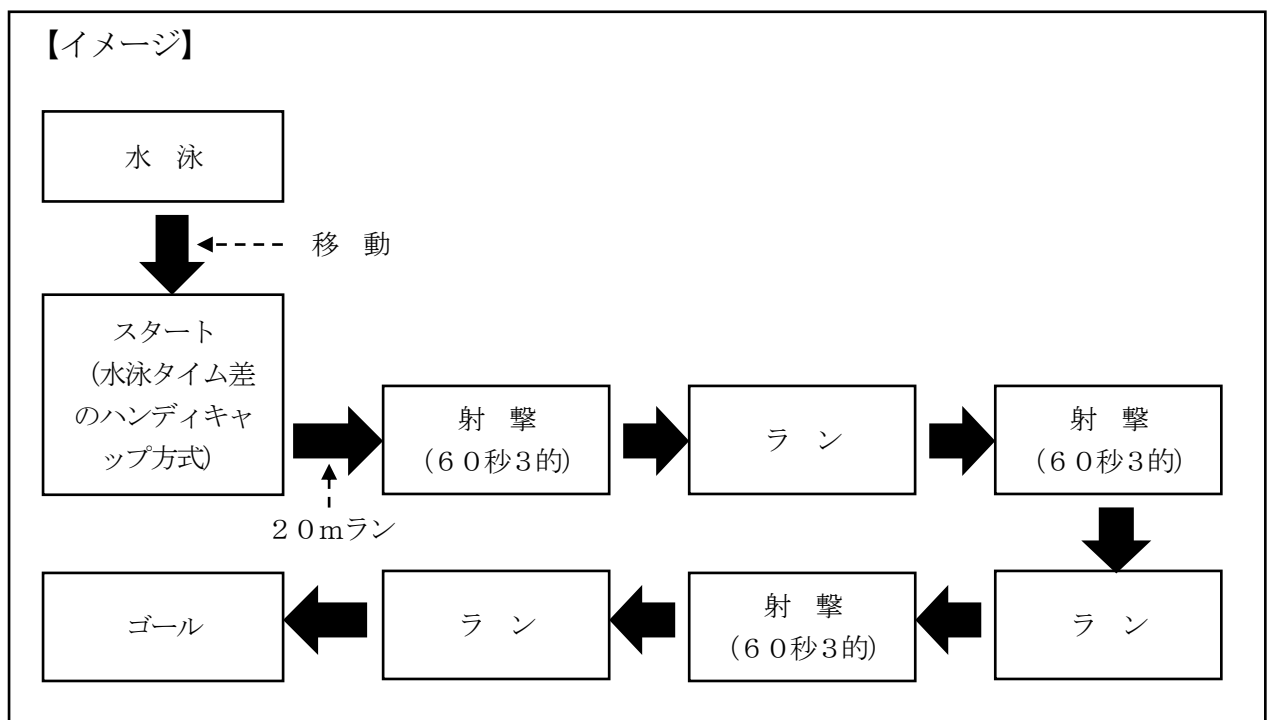 【イメージ】
水　泳
移　動
スタート
（水泳タイム差
のハンディキャ
ップ方式）
２０ｍラン
射　撃
（６０秒３的）
ラ　ン
射　撃
（６０秒３的）
ラ　ン
射　撃
（６０秒３的）
ラ　ン
ゴール